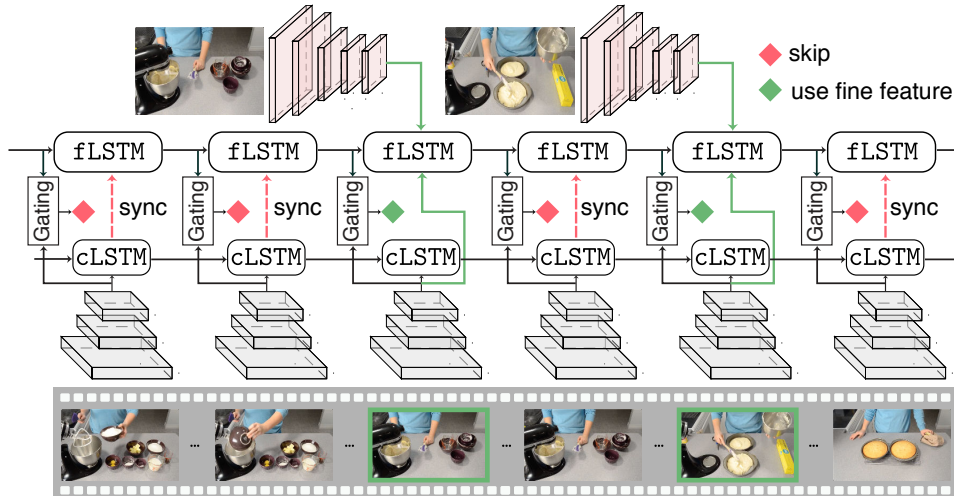 skip
use fine feature
fLSTM fLSTM fLSTM fLSTM fLSTM fLSTM
Gating Gating Gating Gating Gating Gating
sync sync sync sync
cLSTM cLSTM cLSTM cLSTM cLSTM cLSTM
... ... ... ... ...